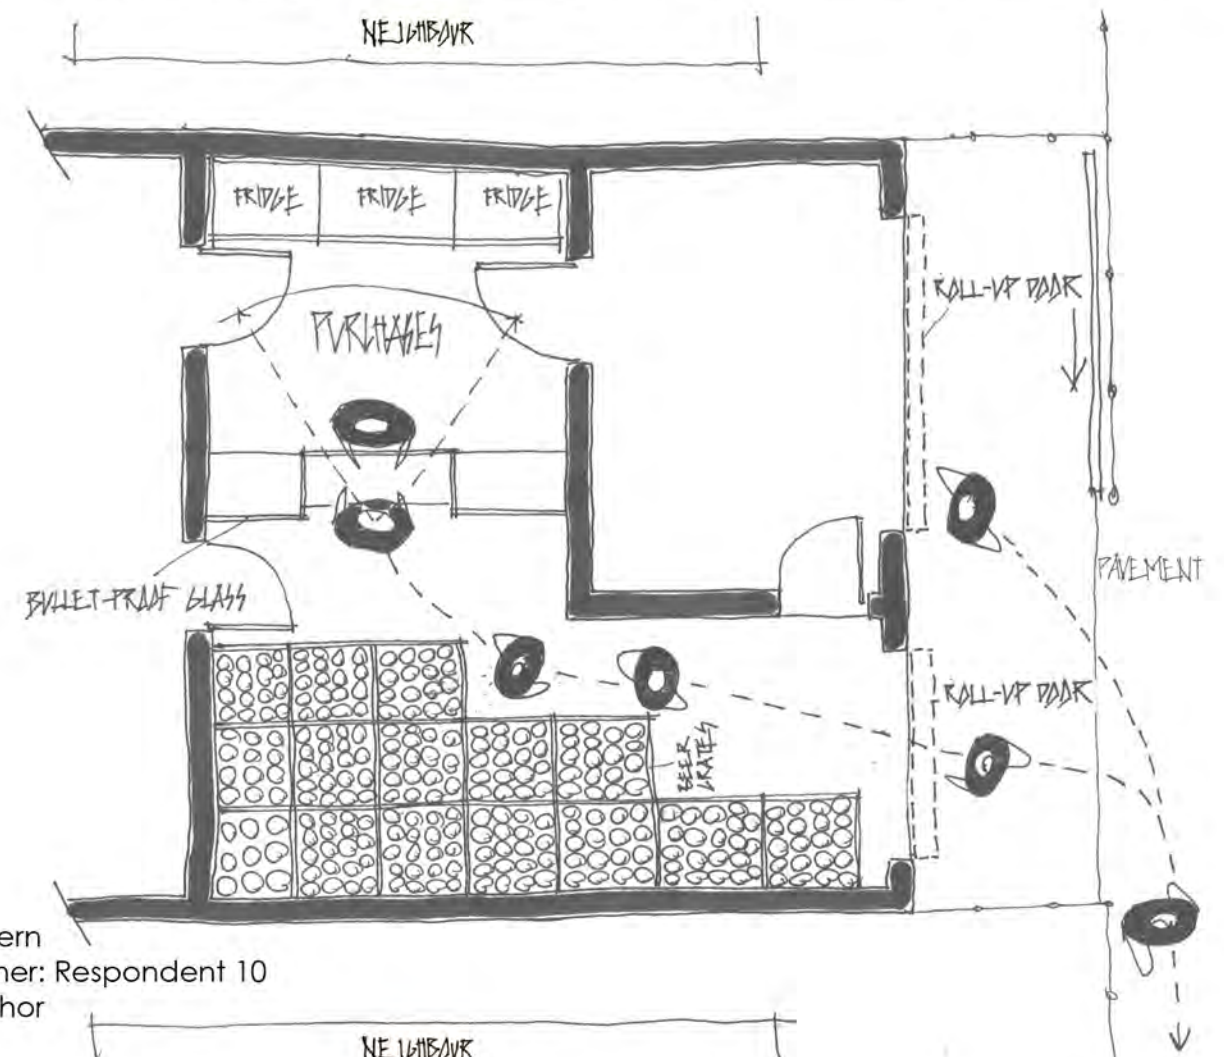 NEIGHBOUR
FRIDGE FRIDGE FRIDGE
ROLL-UP DOOR
PURCHASES
PAVEMENT
BULLET-PROOF GLASS
ROLL-UP DOOR
BEER
CRATES
ern
ner: Respondent 10
hor
NEIGHBOUR